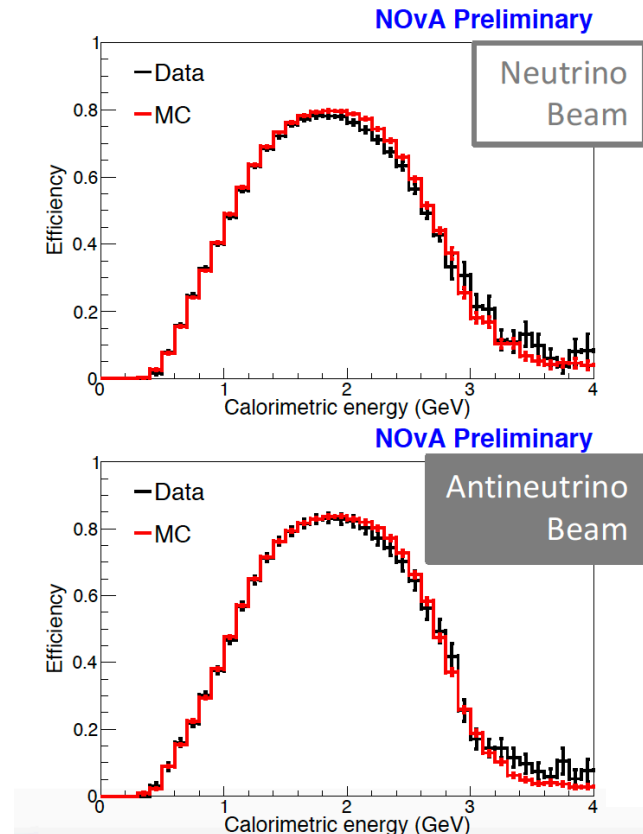 NOvA Preliminary
1
Data
MC
Neutrino
Beam
0.8
0.6
0.4
0.2
0
Efficiency
0 1 2 3 4
Calorimetric energy (GeV)
NOvA Preliminary
1
Data
MC
Antineutrino
Beam
0.8
0.6
0.4
0.2
0
Efficiency
0 1 2 3 4
Calorimetric energy (GeV)